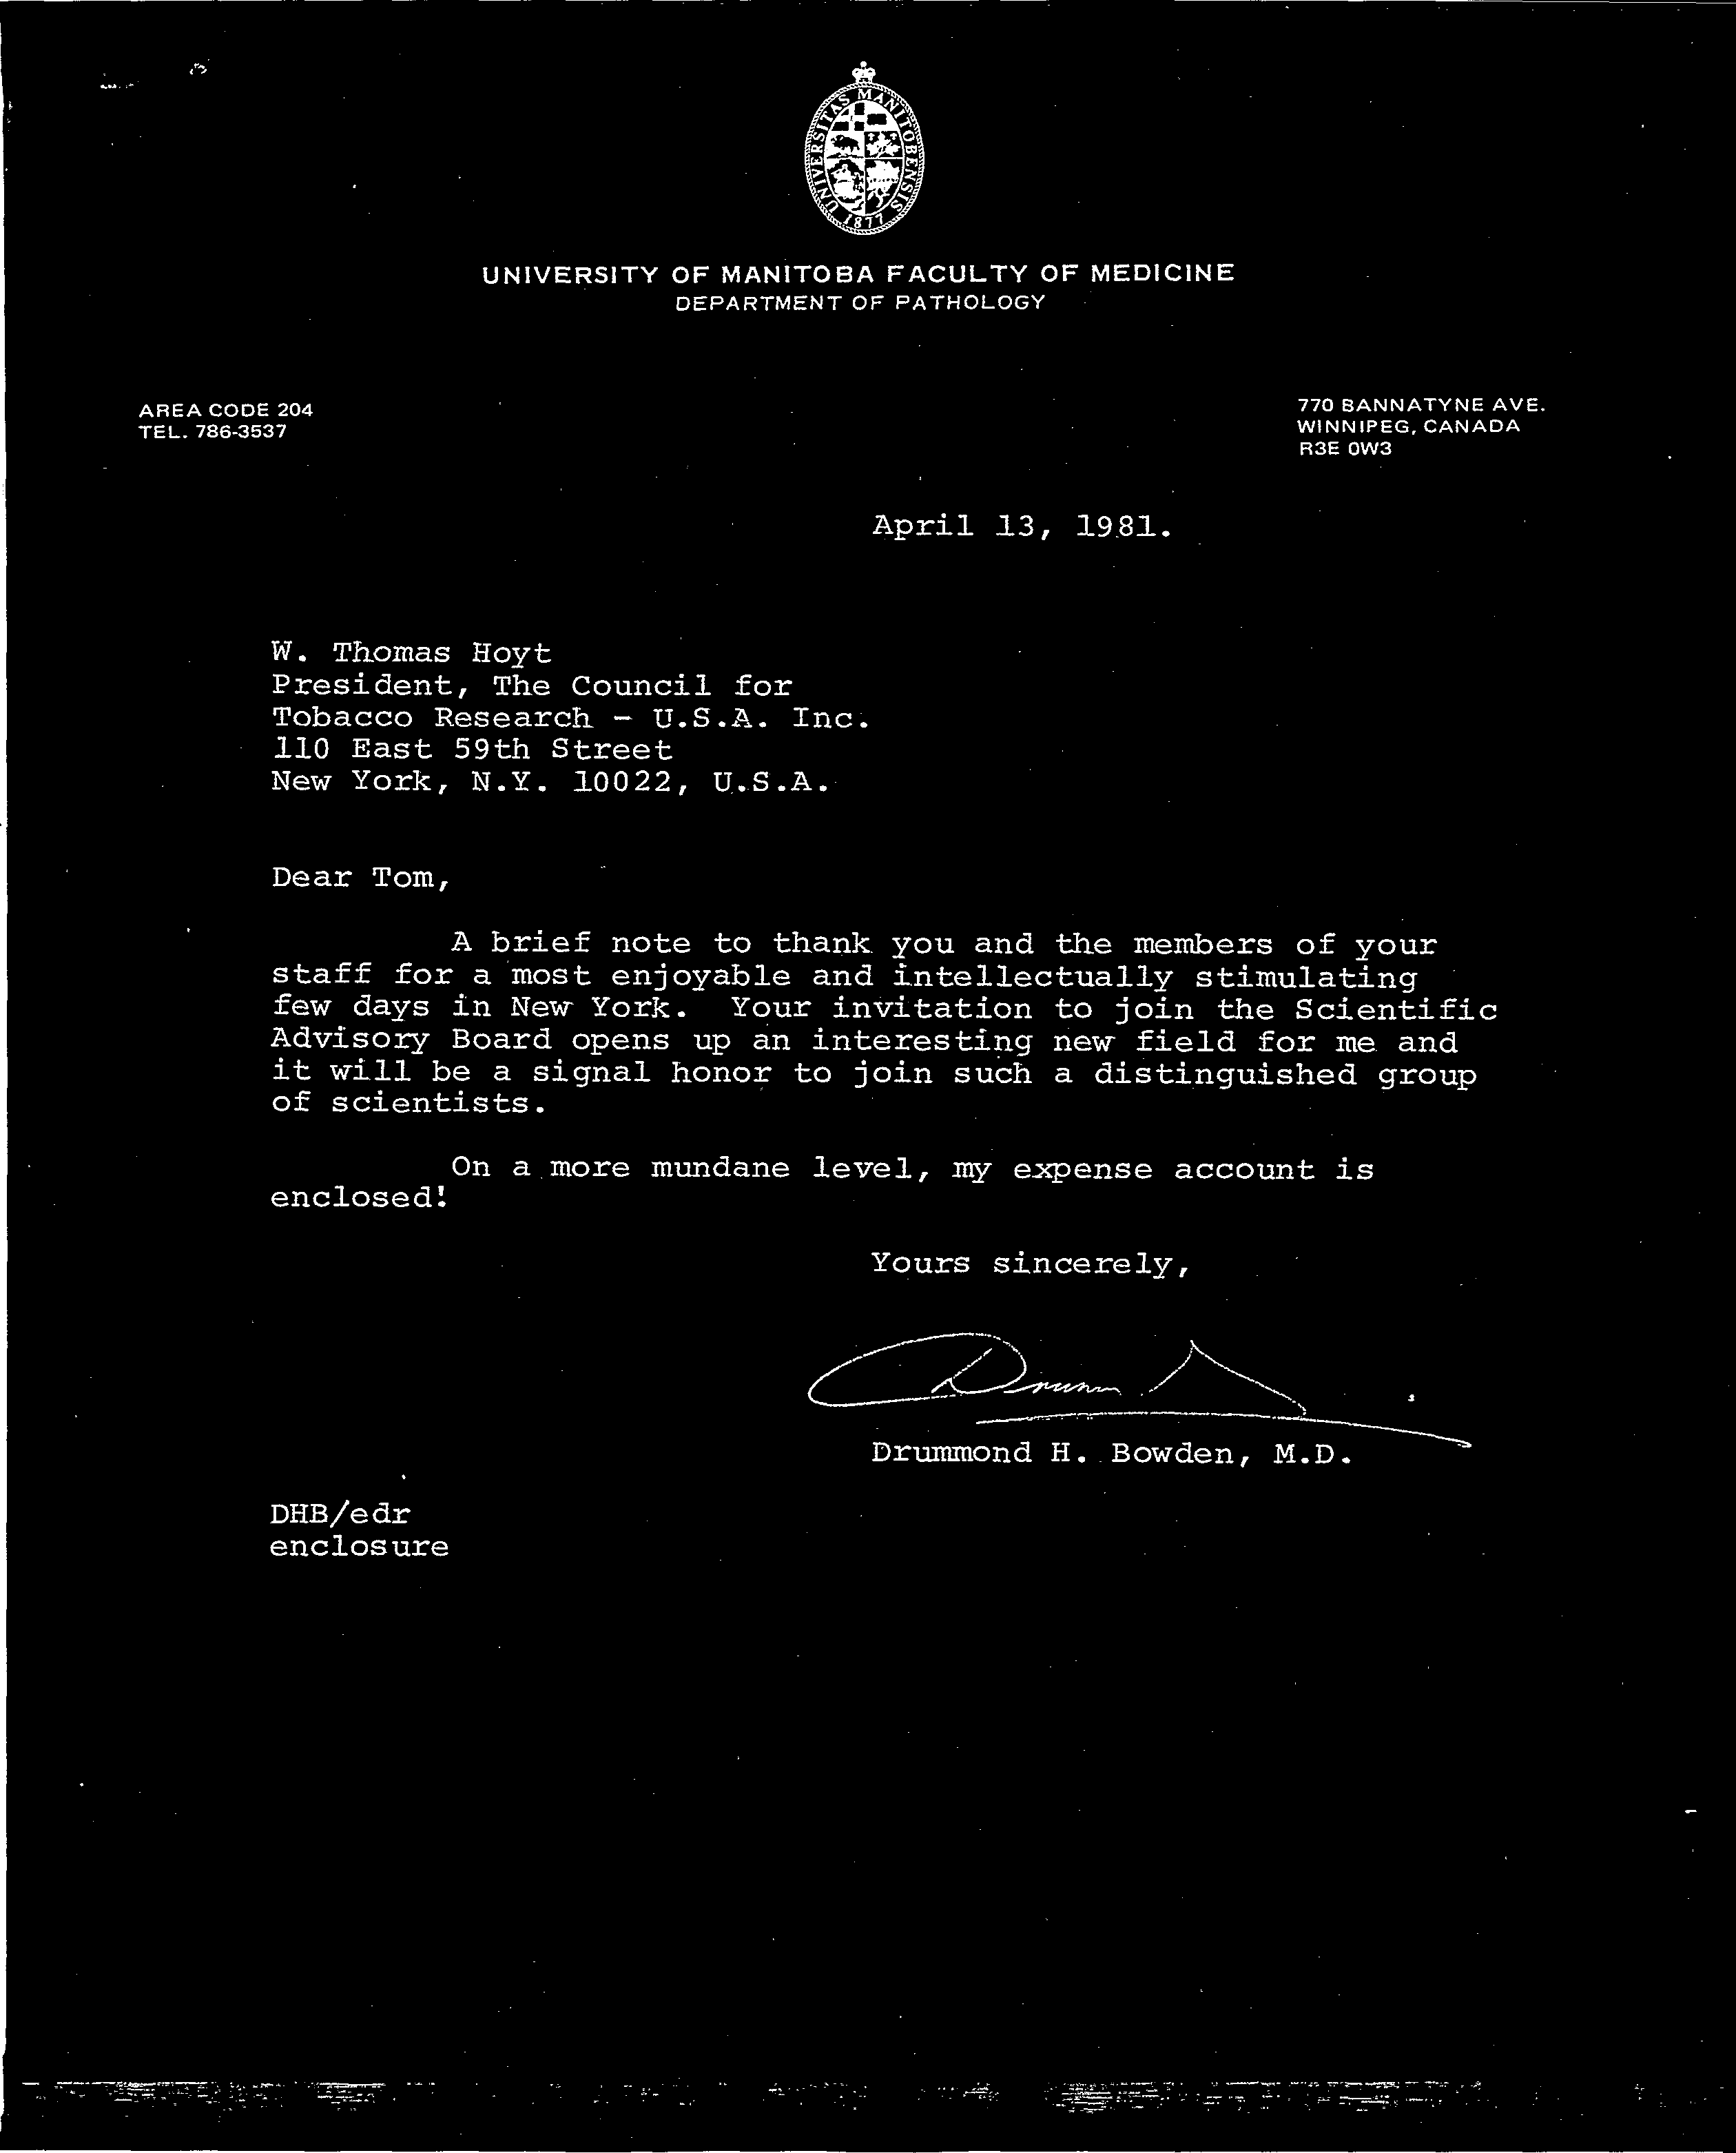 UNIVERSITAS MANITOBENSIS
1877
UNIVERSITY OF MANITOBA FACULTY OF MEDICINE
DEPARTMENT OF PATHOLOGY
AREA CODE 204
TEL. 786-3537
770 BANNATYNE AVE.
WINNIPEG, CANADA
R3E 0W3
April 13, 1981.
W. Thomas Hoyt
President, The Council for
Tobacco Research - U.S.A. Inc.
110 East 59th Street
New York, N.Y. 10022, U.S.A.
Dear Tom,
A brief note to thank you and the members of your
staff for a most enjoyable and intellectually stimulating
few days in New York. Your invitation to join the Scientific
Advisory Board opens up an interesting new field for me and
it will be a signal honor to join such a distinguished group
of scientists.
On a more mundane level, my expense account is
enclosed!
Yours sincerely,
Drummond H. Bowden, M.D.
DHB/edr
enclosure